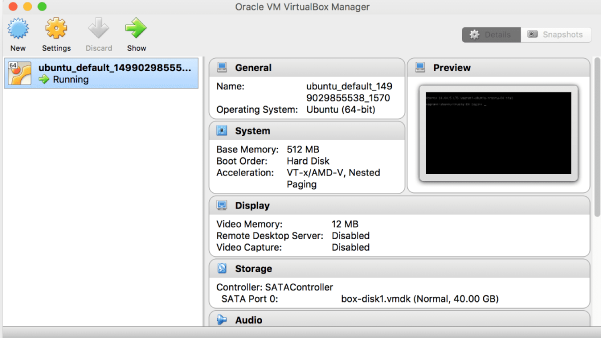 Oracle VM VirtualBox Manager
New
Settings
Discard
Show
Details
Snapshots
64
ubuntu_default_14990298555...
Running
General
Name: ubuntu_default_149
9029855538_1570
Operating System: Ubuntu (64-bit)
System
Base Memory: 512 MB
Boot Order: Hard Disk
Acceleration: VT-x/AMD-V, Nested
Paging
Preview
Display
Video Memory: 12 MB
Remote Desktop Server: Disabled
Video Capture: Disabled
Storage
Controller: SATAController
SATA Port 0: box-disk1.vmdk (Normal, 40.00 GB)
Audio